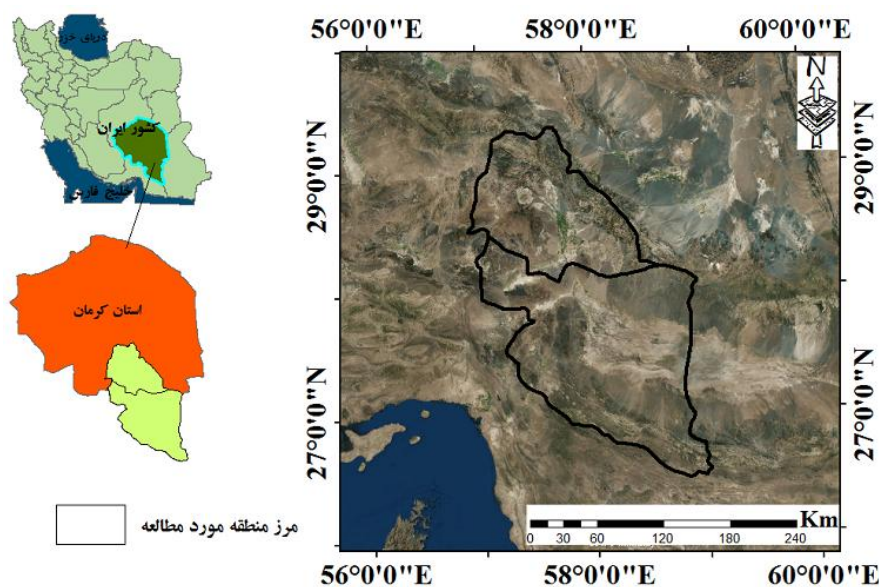 دریای خزر
کشور ایران
خلیج فارس
استان کرمان
مرز منطقه مورد مطالعه
56°0'0"E 58°0'0"E 60°0'0"E
N
29°0'0"N 29°0'0"N
27°0'0"N 27°0'0"N
Km
0 15 30 60 120 180 240
56°0'0"E 58°0'0"E 60°0'0"E